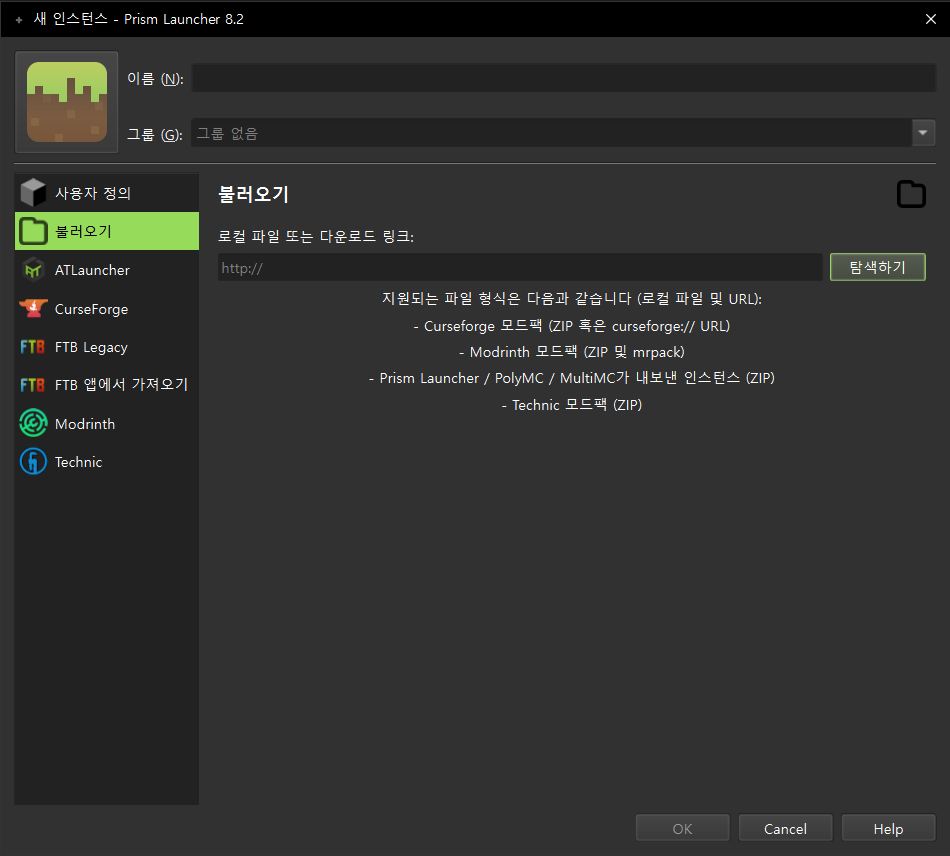 새 인스턴스 - Prism Launcher 8.2
이름 (N):
그룹 (G): 그룹 없음
사용자 정의
불러오기
ATLauncher
CurseForge
FTB Legacy
FTB 앱에서 가져오기
Modrinth
Technic
불러오기
로컬 파일 또는 다운로드 링크:
http:// 탐색하기
지원되는 파일 형식은 다음과 같습니다 (로컬 파일 및 URL):
- Curseforge 모드팩 (ZIP 혹은 curseforge:// URL)
- Modrinth 모드팩 (ZIP 및 mrpack)
- Prism Launcher / PolyMC / MultiMC가 내보낸 인스턴스 (ZIP)
- Technic 모드팩 (ZIP)
OK Cancel Help